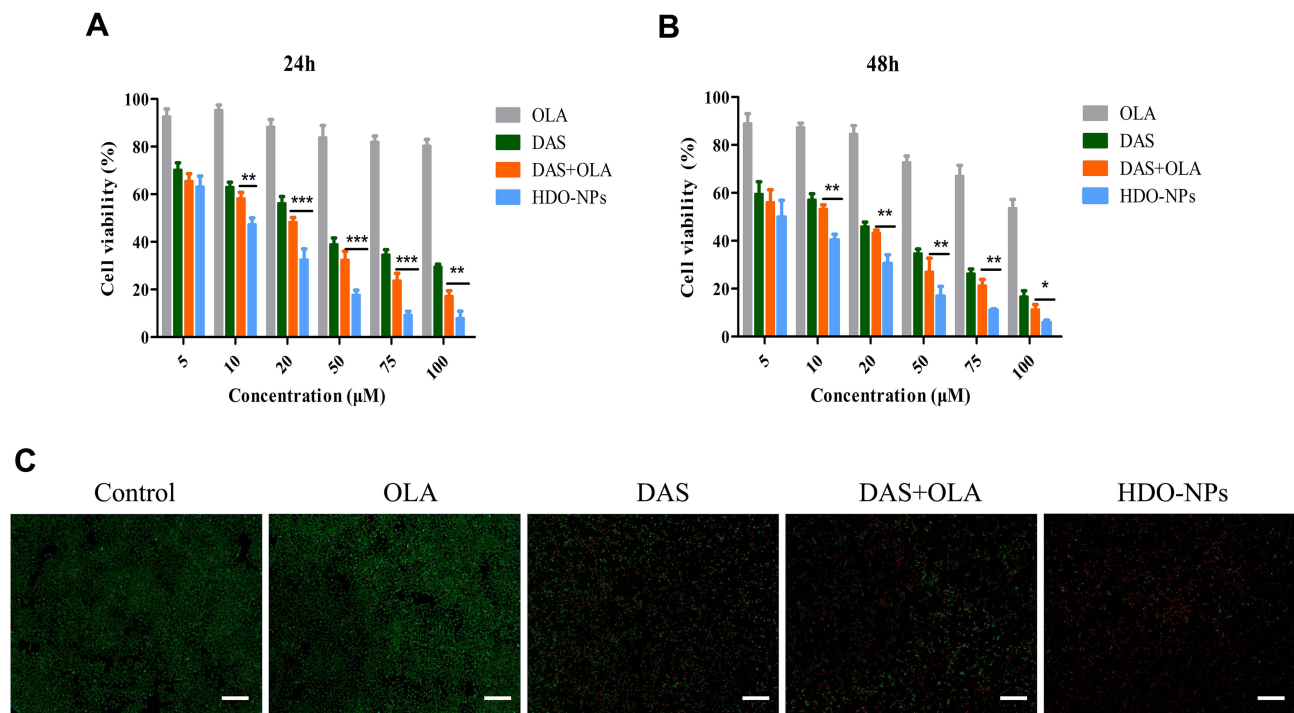 A
24h
Cell viability (%)
100
80
60
40
20
0
**
***
***
***
**
5
10
20
50
75
100
Concentration (μM)
OLA
DAS
DAS+OLA
HDO-NPs
B
48h
Cell viability (%)
100
80
60
40
20
0
**
**
**
**
*
5
10
20
50
75
100
Concentration (μM)
OLA
DAS
DAS+OLA
HDO-NPs
C
Control
OLA
DAS
DAS+OLA
HDO-NPs